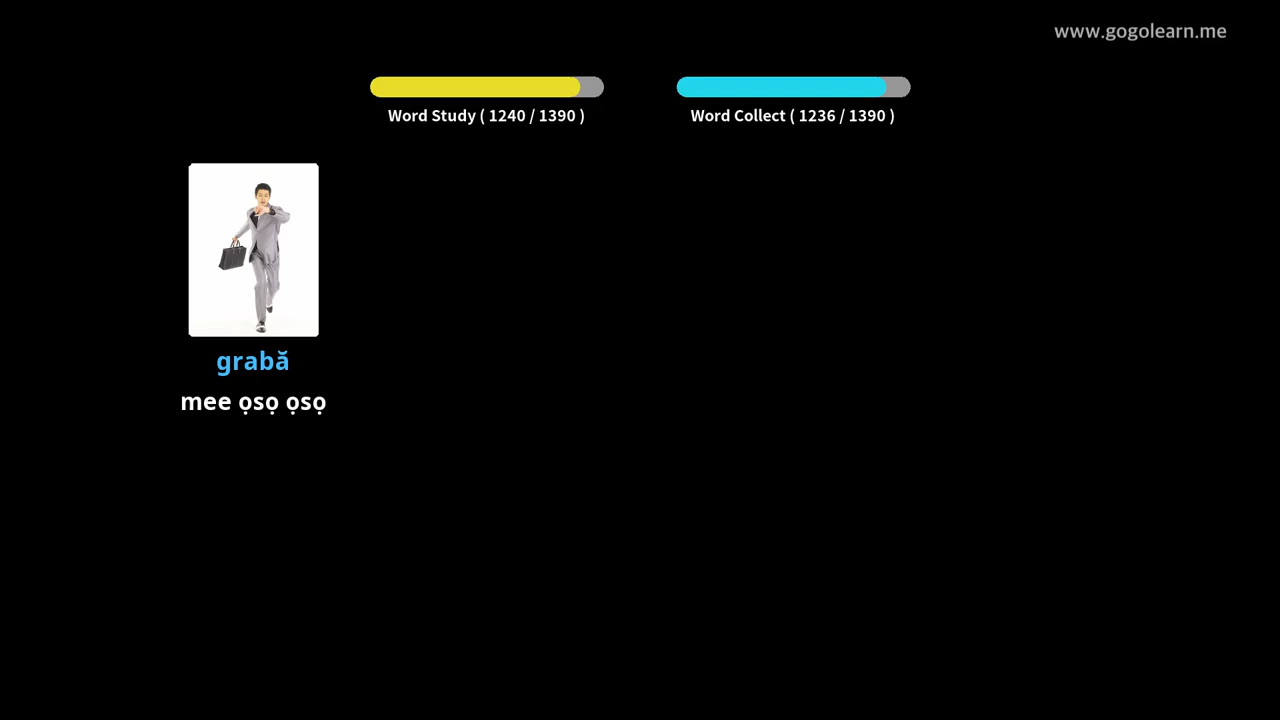 www.gogolearn.me
Word Study ( 1240 / 1390 )
Word Collect ( 1236 / 1390 )
grabă
mee ọsọ ọsọ